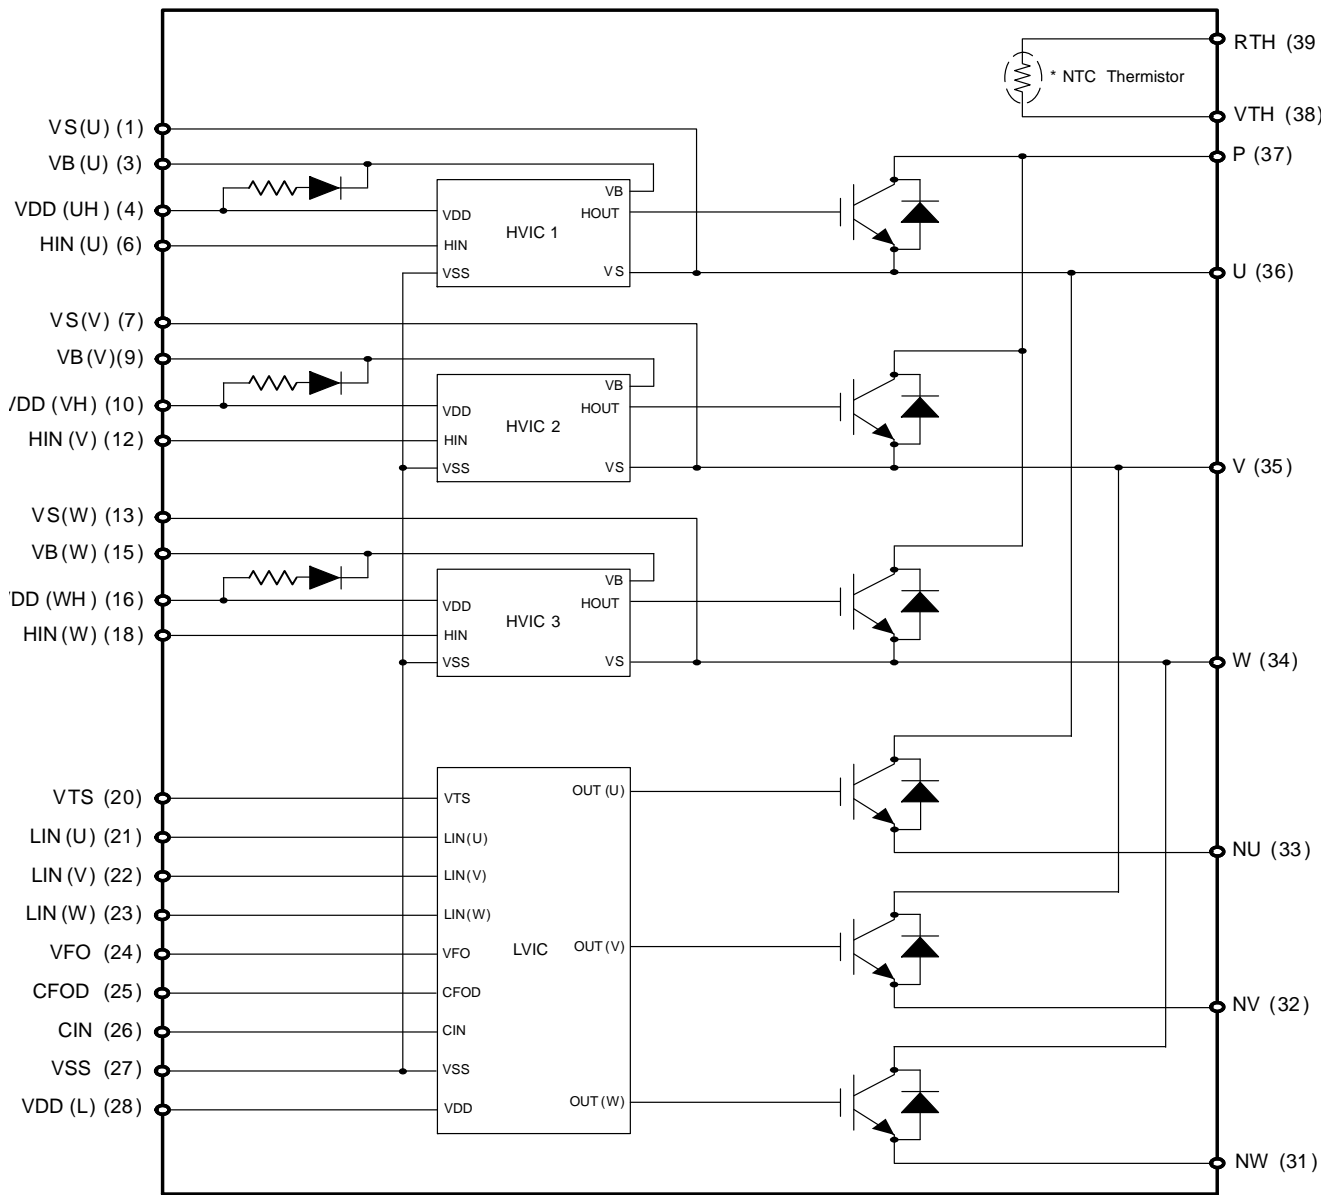 RTH (39
* NTC Thermistor
VTH (38)
P (37)
U (36)
V (35)
W (34)
NU (33)
NV (32)
NW (31)
VS(U) (1)
VB(U) (3)
VDD (UH) (4)
HIN(U) (6)
VS(V) (7)
VB(V)(9)
VDD (VH) (10)
HIN(V) (12)
VS(W) (13)
VB(W) (15)
DD (WH) (16)
HIN(W) (18)
VTS (20)
LIN(U) (21)
LIN(V) (22)
LIN(W) (23)
VFO (24)
CFOD (25)
CIN (26)
VSS (27)
VDD (L) (28)
VB
VDD
HOUT
HVIC 1
HIN
VSS
VS
VB
VDD
HOUT
HVIC 2
HIN
VSS
VS
VB
VDD
HOUT
HVIC 3
HIN
VSS
VS
VTS
OUT (U)
LIN(U)
LIN(V)
LIN(W)
VFO
LVIC
OUT (V)
CFOD
CIN
VSS
VDD
OUT (W)